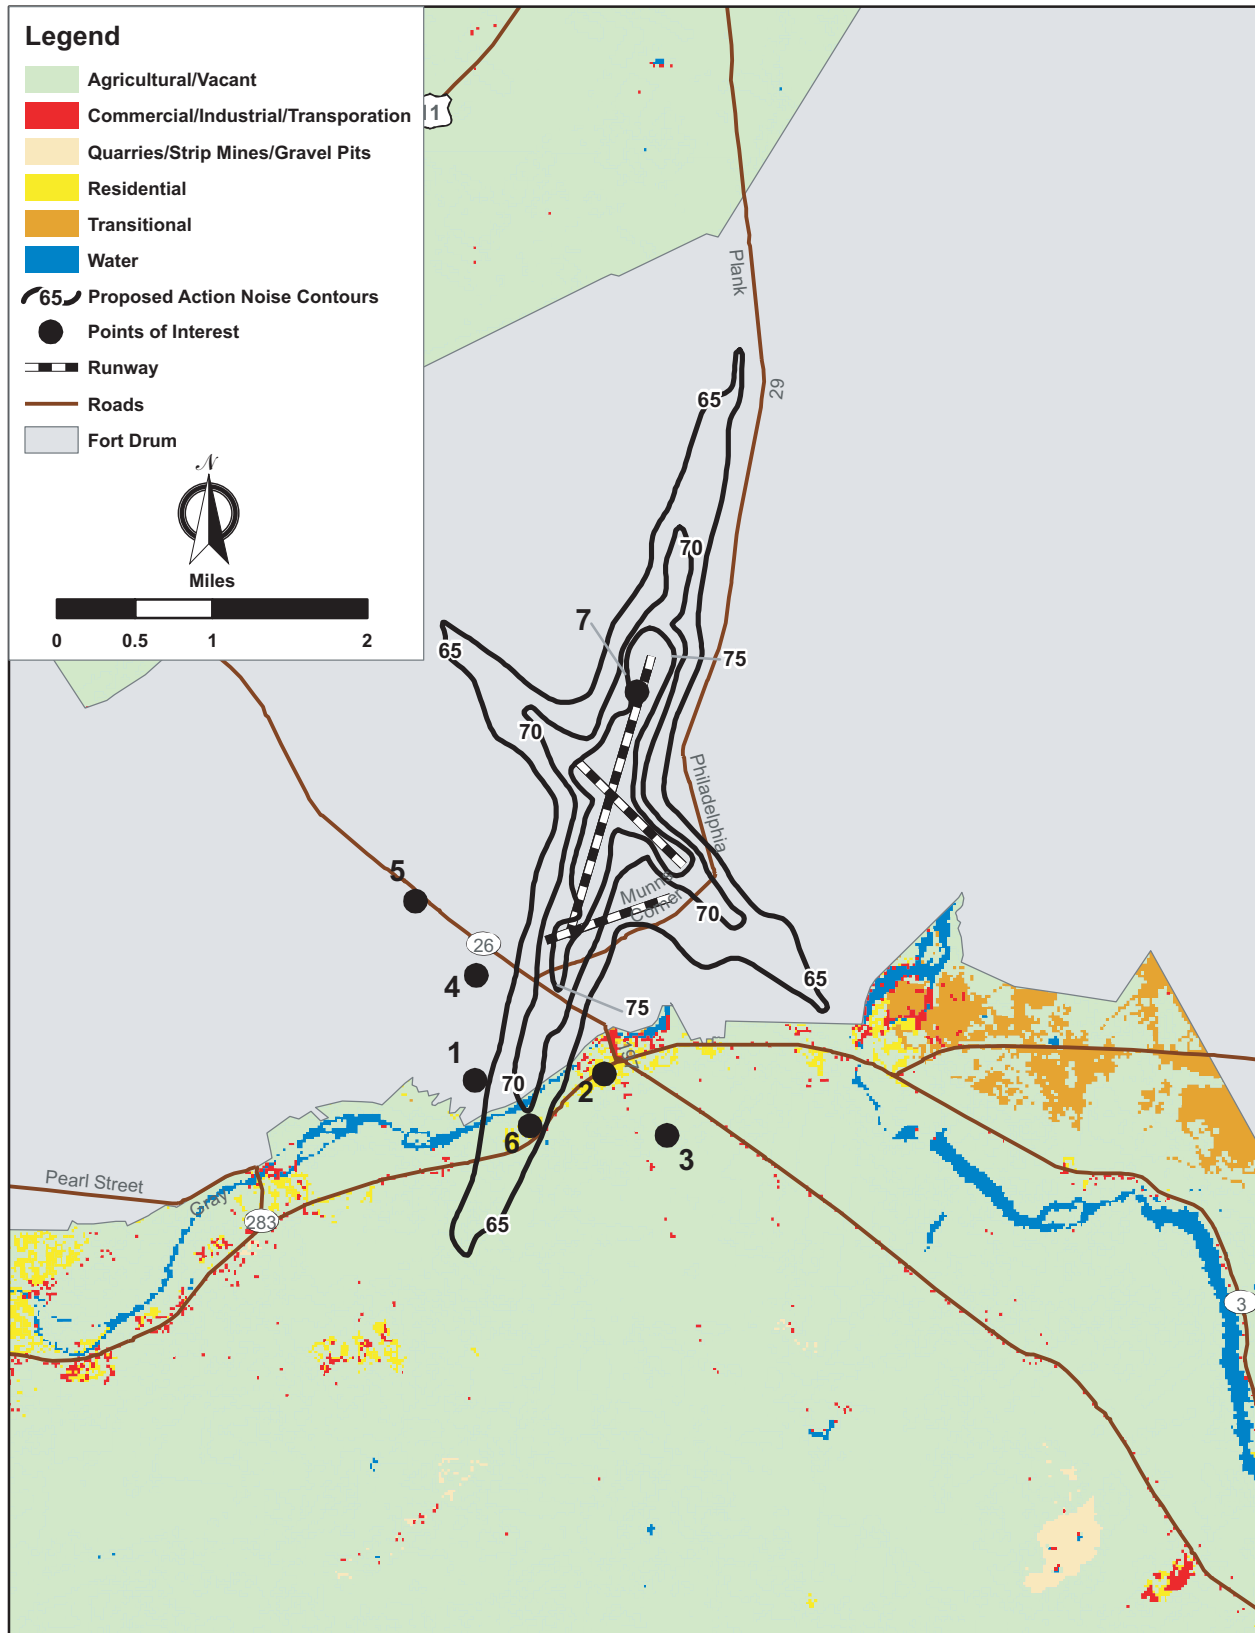 Legend
Agricultural/Vacant
Commercial/Industrial/Transporation
Quarries/Strip Mines/Gravel Pits
Residential
Transitional
Water
65 Proposed Action Noise Contours
Points of Interest
Runway
Roads
Fort Drum
N
Miles
0 0.5 1 2
11
Plank
29
65
70
7
75
65
70
Philadelphia
5
Munns
Corner
70
26
4
65
75
1
70
2
6
3
Pearl Street
Gray
283
65
3